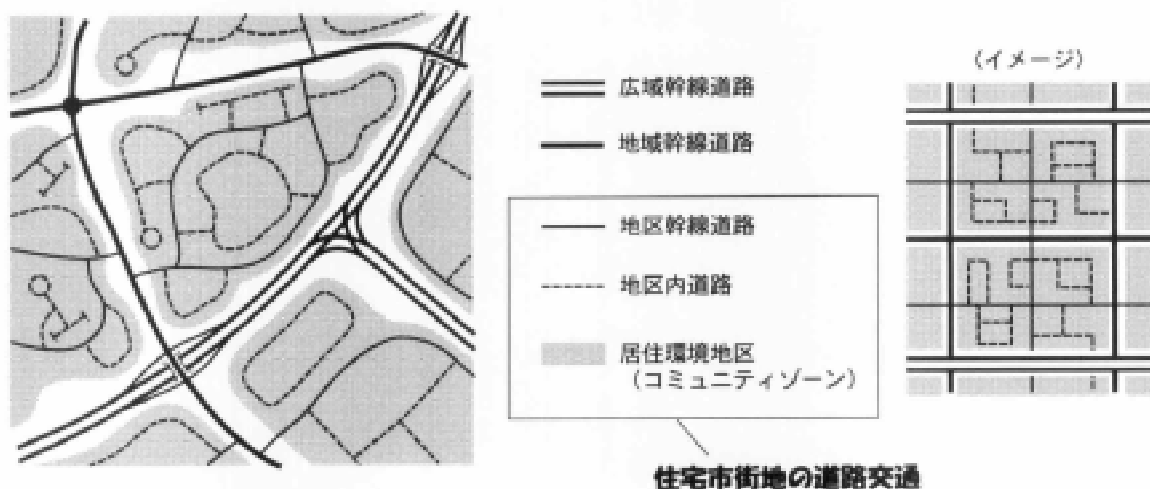 広域幹線道路
地域幹線道路
地区幹線道路
地区内道路
居住環境地区
(コミュニティゾーン)
(イメージ)
住宅市街地の道路交通